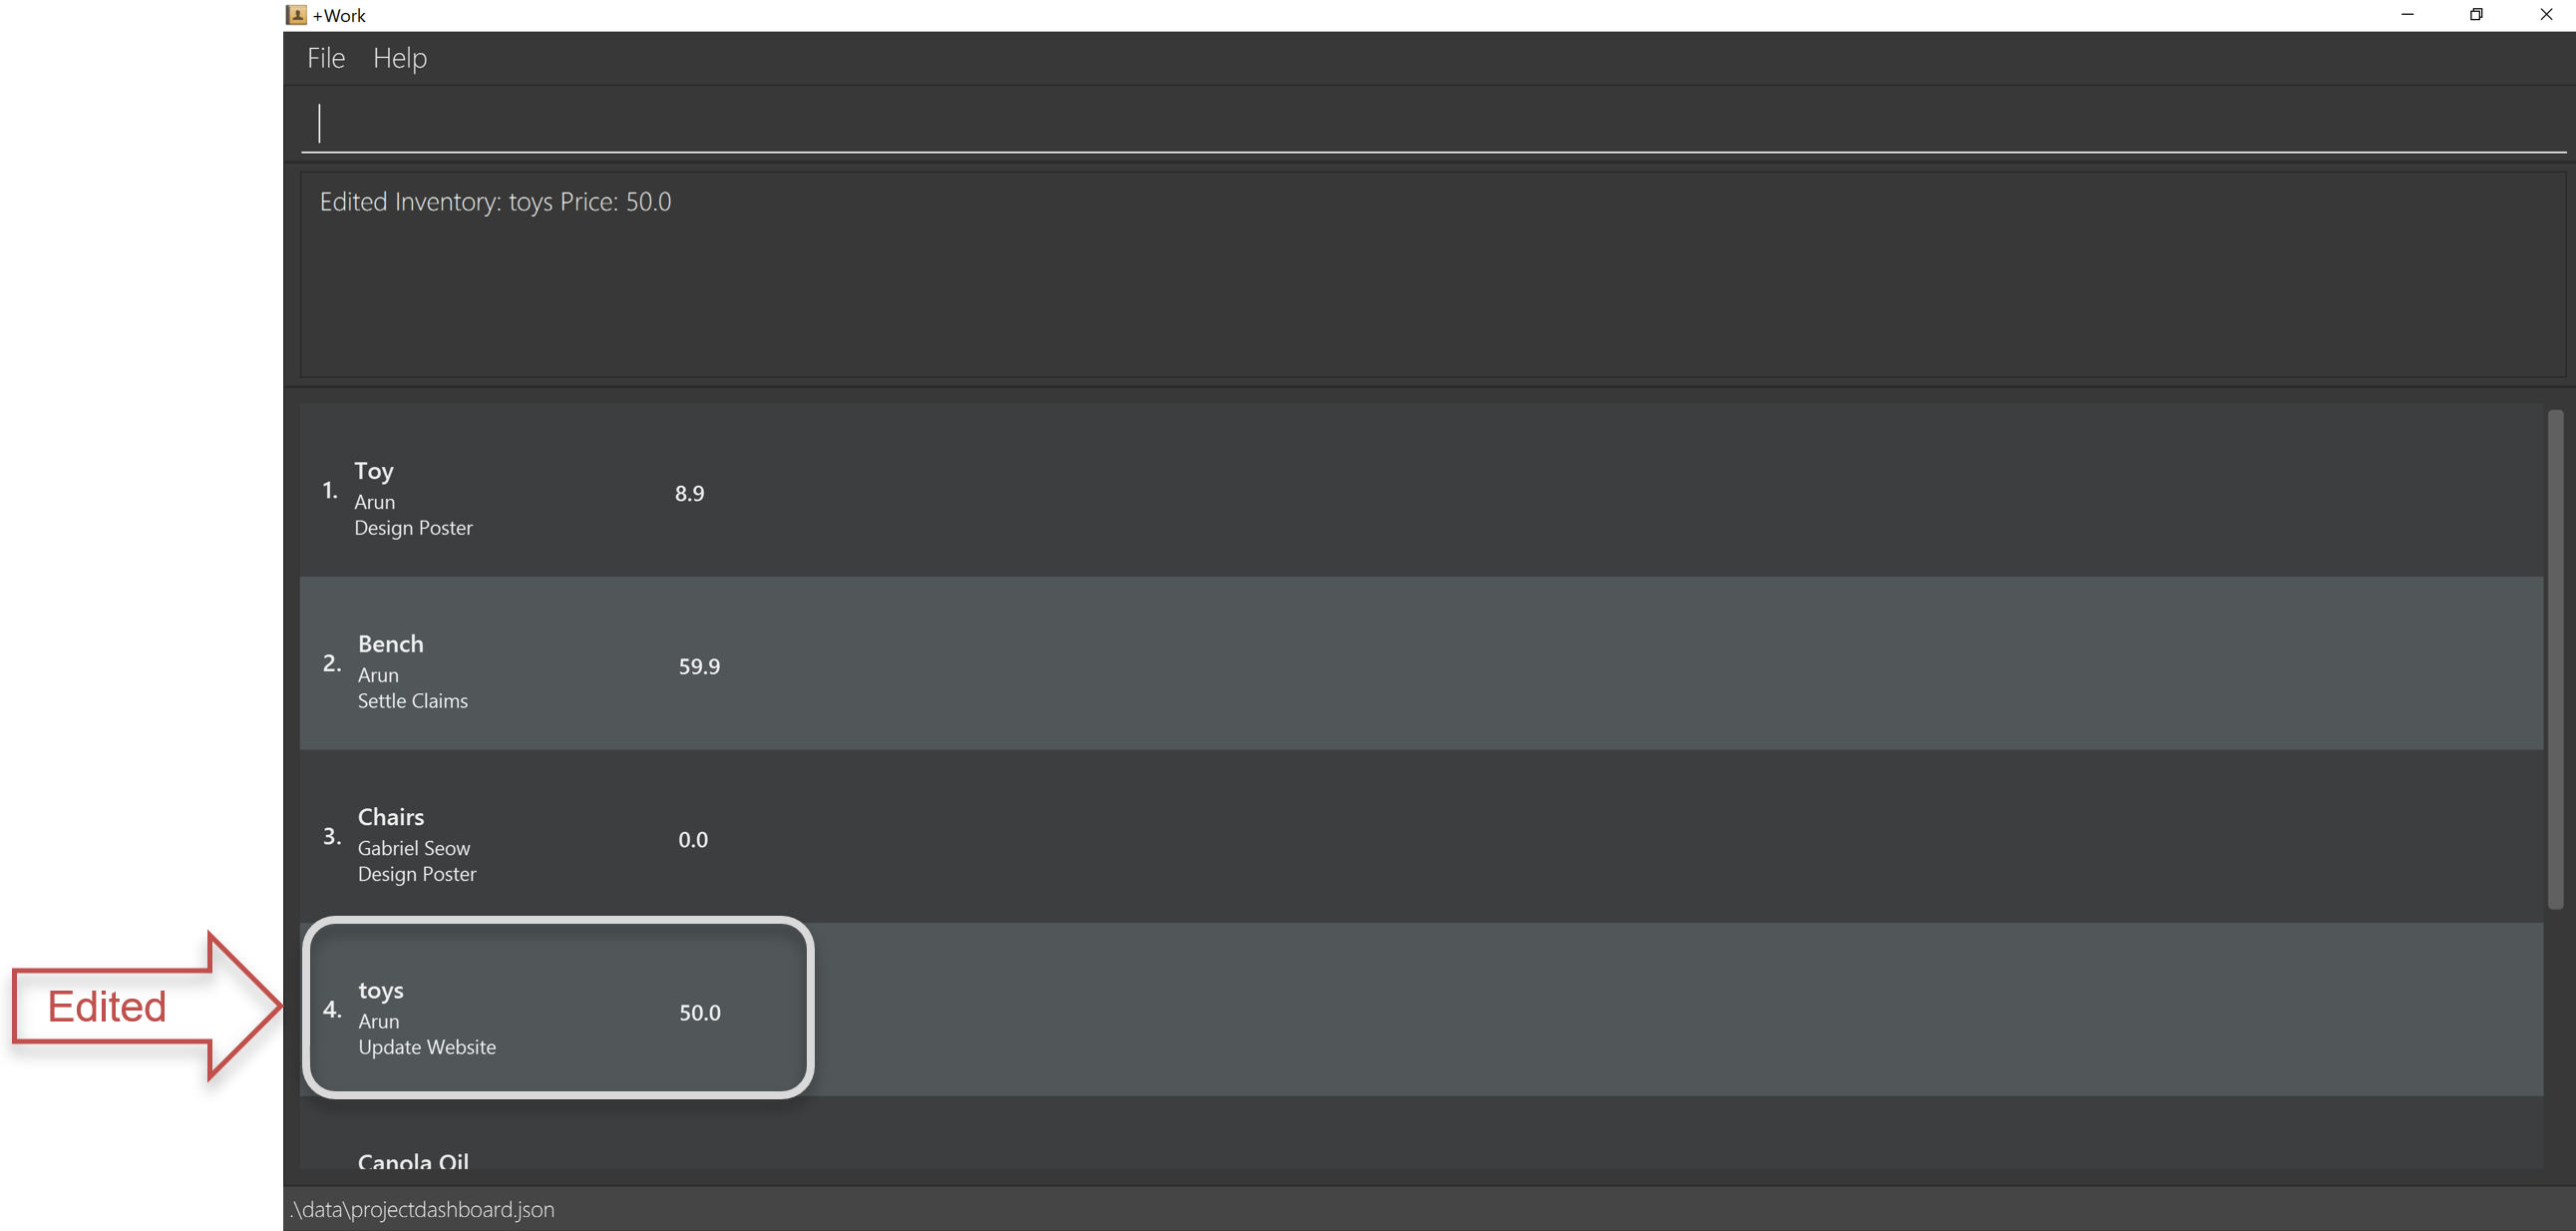 +Work
File Help
Edited Inventory: toys Price: 50.0
1. Toy
Arun
Design Poster
8.9
2. Bench
Arun
Settle Claims
59.9
3. Chairs
Gabriel Seow
Design Poster
0.0
Edited
4. toys
Arun
Update Website
50.0
Canola Oil
.\data\projectdashboard.json